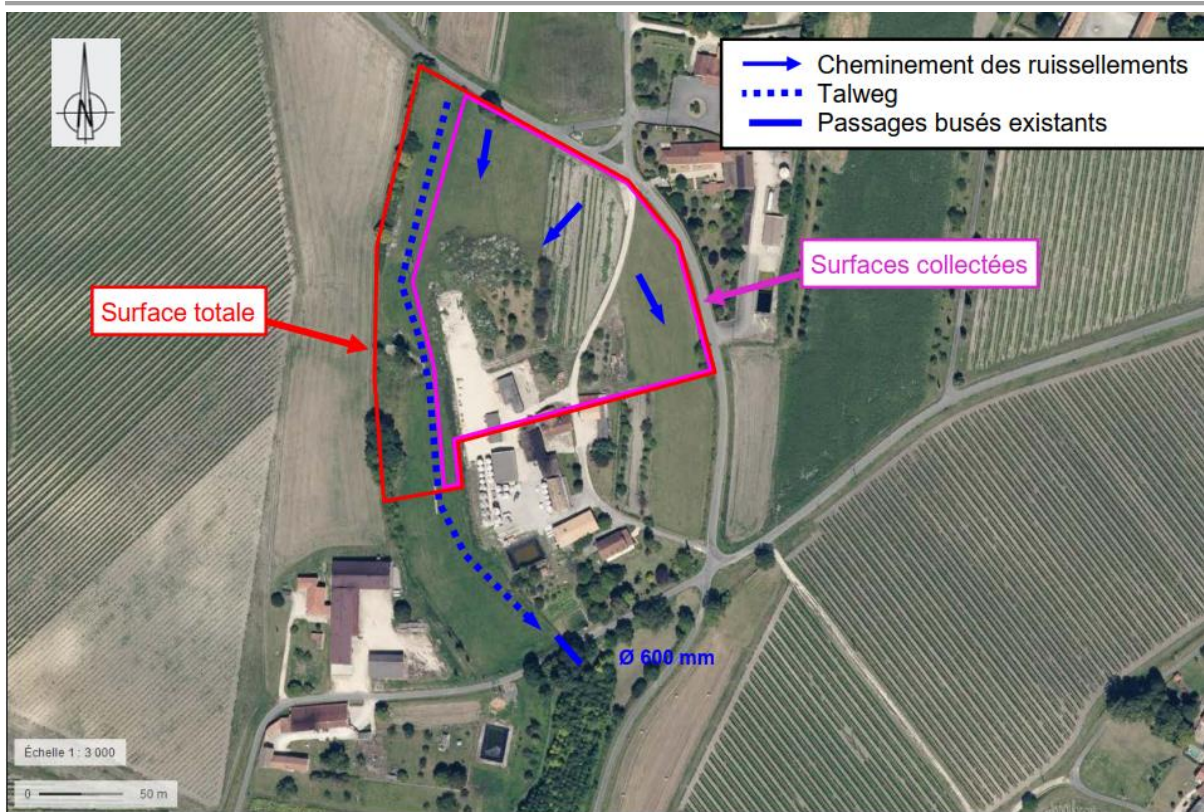 N
Cheminement des ruissellements
Talweg
Passages busés existants
Surfaces collectées
Surface totale
Ø 600 mm
Échelle 1 : 3 000
0 50 m